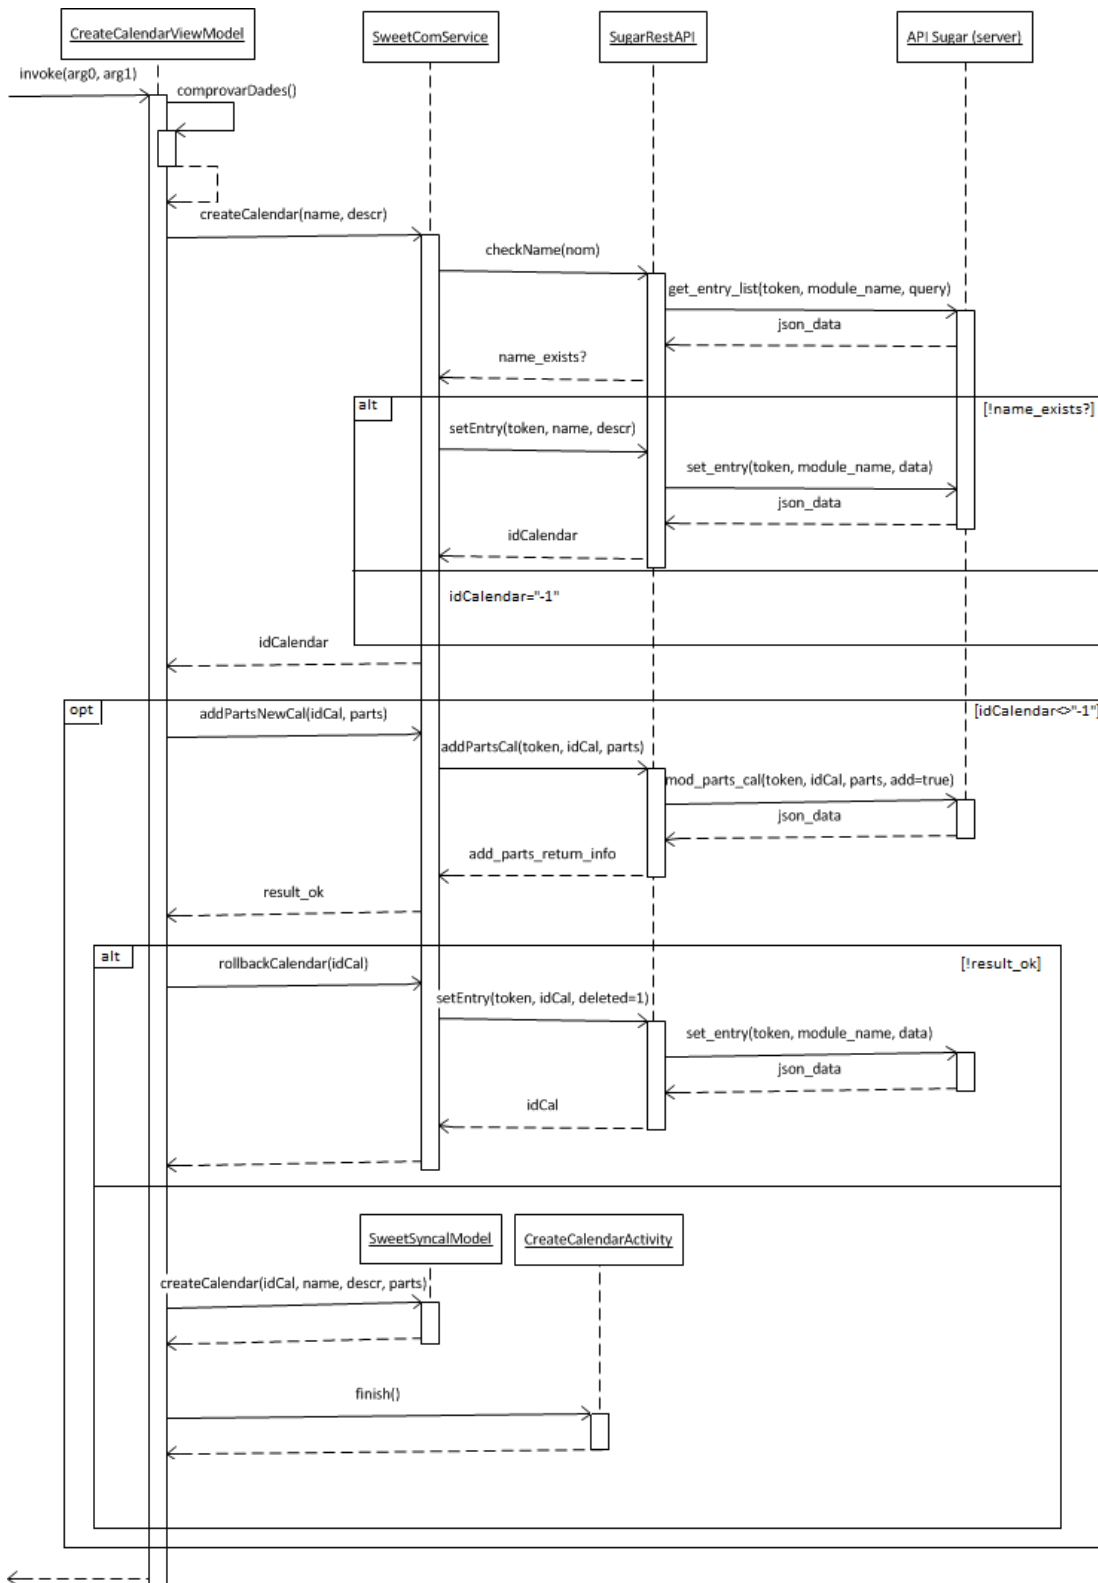 CreateCalendarViewModel
SweetComService
SugarRestAPI
API Sugar (server)
invoke(arg0, arg1)
comprovarDades()
createCalendar(name, descr)
checkName(nom)
get_entry_list(token, module_name, query)
json_data
name_exists?
alt
[!name_exists?]
setEntry(token, name, descr)
set_entry(token, module_name, data)
json_data
idCalendar
idCalendar="-1"
idCalendar
opt
[idCalendar<>"-1"]
addPartsNewCal(idCal, parts)
addPartsCal(token, idCal, parts)
mod_parts_cal(token, idCal, parts, add=true)
json_data
add_parts_return_info
result_ok
alt
[!result_ok]
rollbackCalendar(idCal)
setEntry(token, idCal, deleted=1)
set_entry(token, module_name, data)
json_data
idCal
SweetSyncalModel
CreateCalendarActivity
createCalendar(idCal, name, descr, parts)
finish()